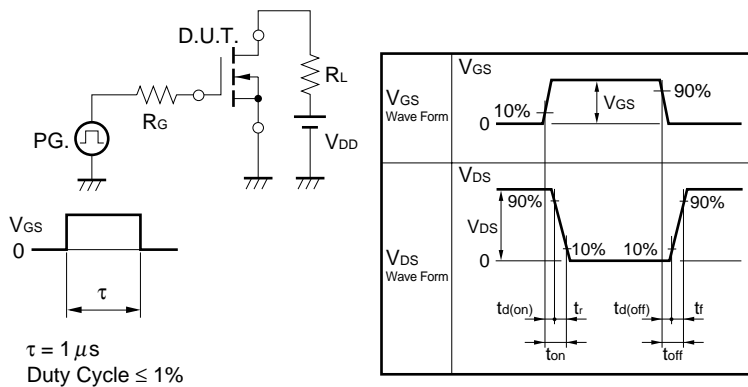 D.U.T.
RL
RG
PG.
VDD
VGS
0
τ
τ = 1 μs
Duty Cycle ≤ 1%
VGS
Wave Form
VGS
10%
VGS
90%
0
VDS
Wave Form
VDS
90%
VDS
10%
10%
90%
0
td(on)
tr
td(off)
tf
ton
toff